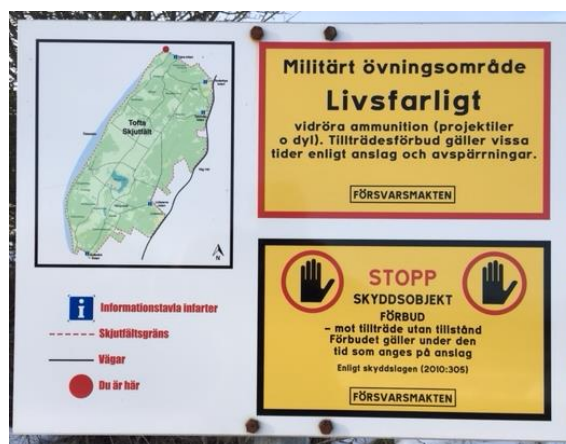 Tofta
Skjutfält
N
Informationstavla infarter
Skjutfältsgräns
Vägar
Du är här
Militärt övningsområde
Livsfarligt
vidröra ammunition (projektiler
o dyl). Tillträdesförbud gäller vissa
tider enligt anslag och avspärrningar.
FÖRSVARSMAKTEN
STOPP
SKYDDSOBJEKT
FÖRBUD
– mot tillträde utan tillstånd
Förbudet gäller under den
tid som anges på anslag
Enligt skyddslagen (2010:305)
FÖRSVARSMAKTEN